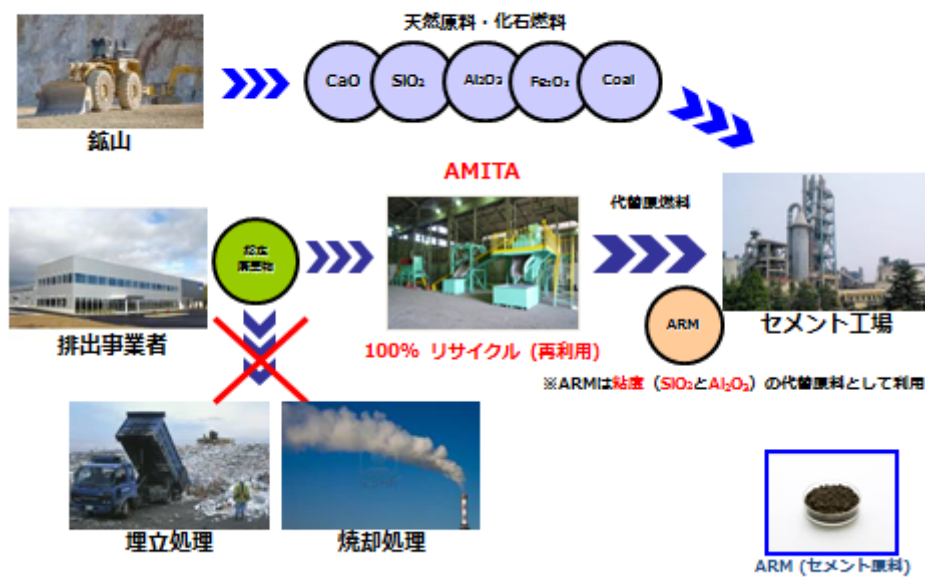 天然原料・化石燃料
CaO
SiO₂
Al₂O₃
Fe₂O₃
Coal
鉱山
AMITA
代替原燃料
排出事業者
100% リサイクル (再利用)
ARM
セメント工場
※ARMは粘度（SiO₂とAl₂O₃）の代替原料として利用
埋立処理
焼却処理
ARM (セメント原料)